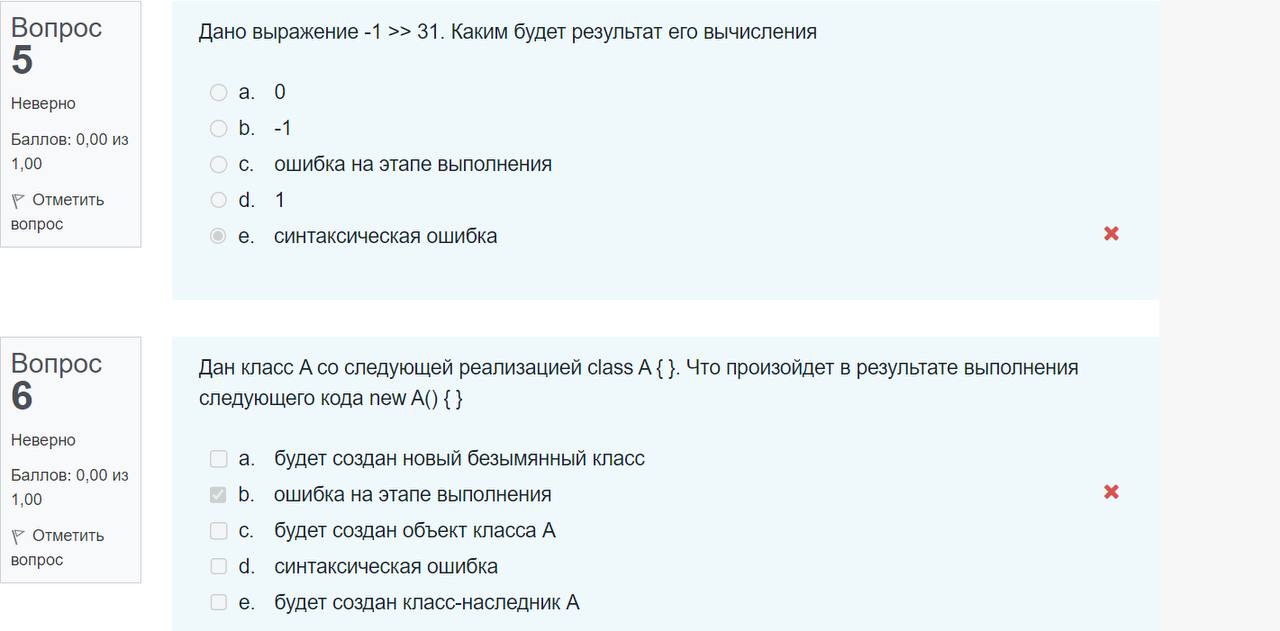 Вопрос
5
Неверно
Баллов: 0,00 из
1,00
Отметить
вопрос
Дано выражение -1 >> 31. Каким будет результат его вычисления
a. 0
b. -1
c. ошибка на этапе выполнения
d. 1
e. синтаксическая ошибка
Вопрос
6
Неверно
Баллов: 0,00 из
1,00
Отметить
вопрос
Дан класс A со следующей реализацией class A { }. Что произойдет в результате выполнения
следующего кода new A() { }
a. будет создан новый безымянный класс
b. ошибка на этапе выполнения
c. будет создан объект класса A
d. синтаксическая ошибка
e. будет создан класс-наследник A